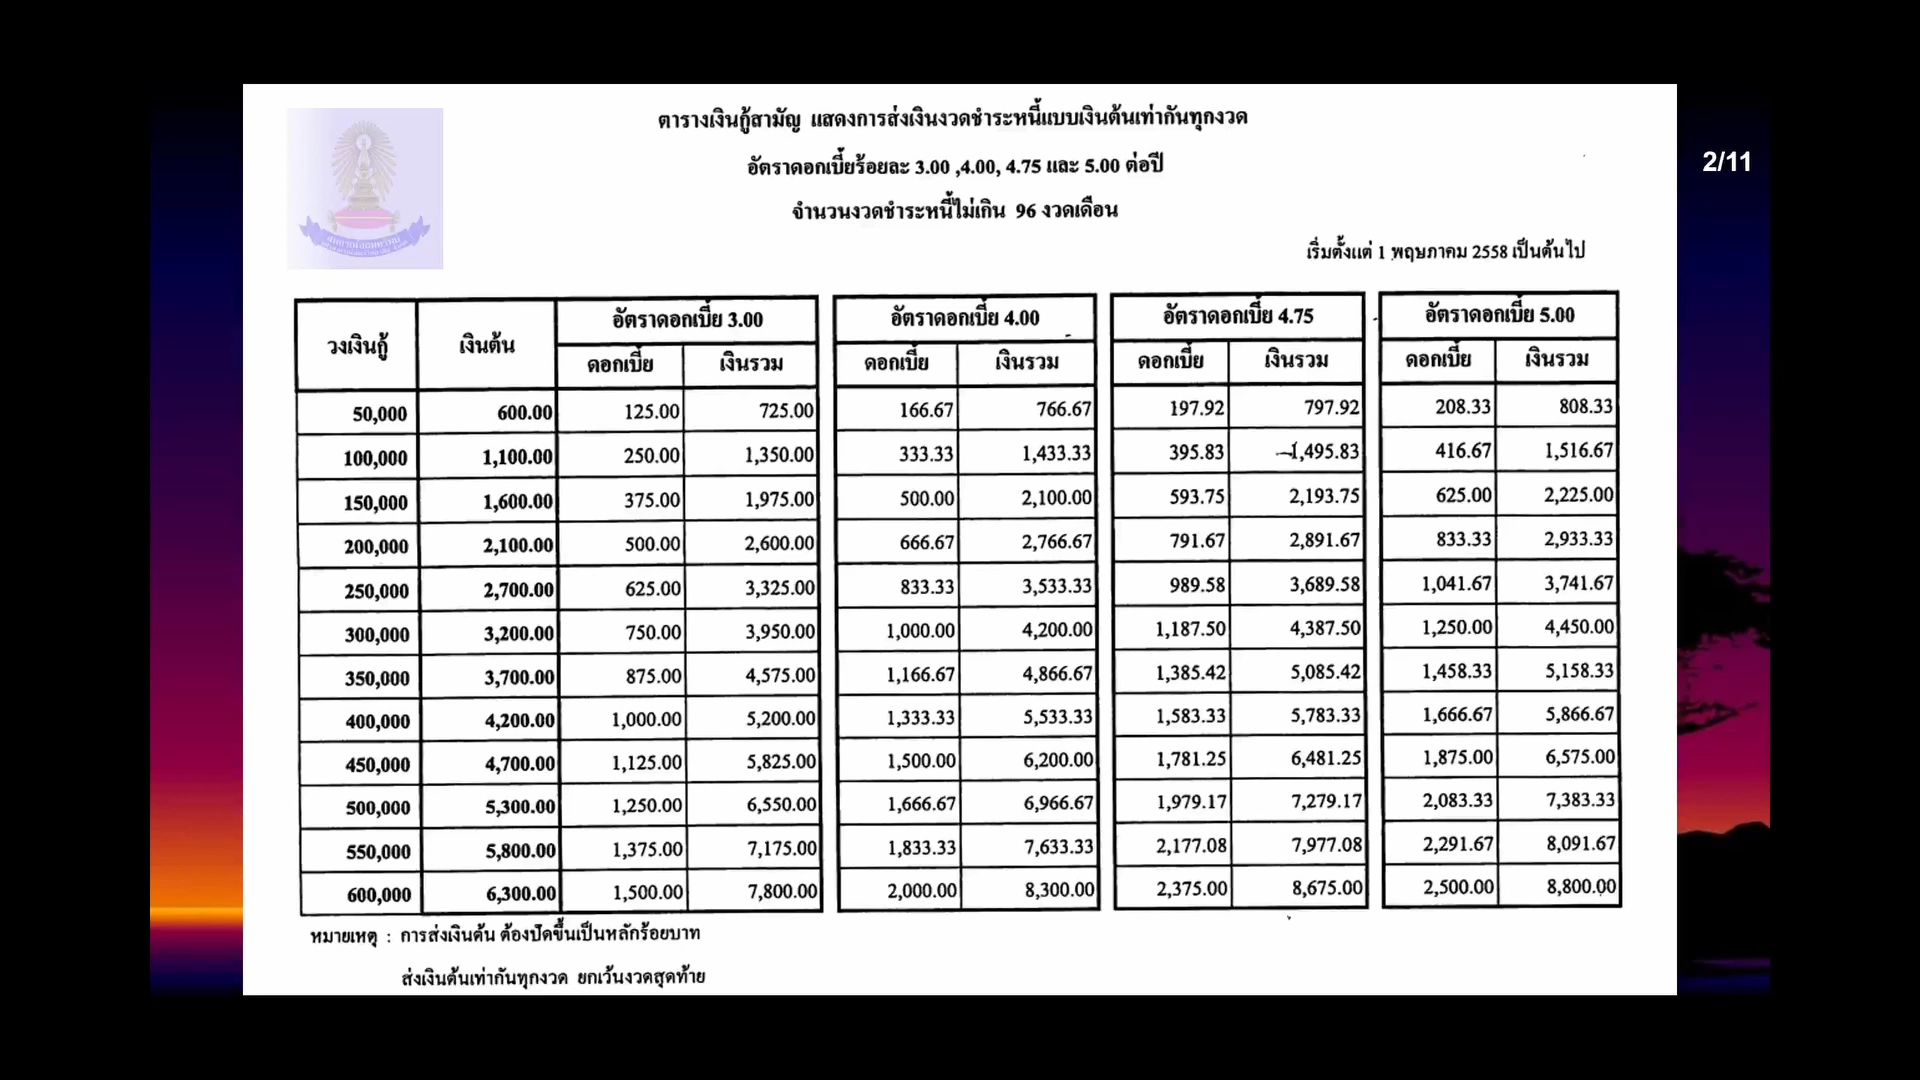 ตารางเงินกู้สามัญ แสดงการส่งเงินงวดชำระหนี้แบบเงินต้นเท่ากันทุกงวด
อัตราดอกเบี้ยร้อยละ 3.00 ,4.00, 4.75 และ 5.00 ต่อปี
2/11
จำนวนงวดชำระหนี้ไม่เกิน 96 งวดเดือน
เริ่มตั้งแต่ 1 พฤษภาคม 2558 เป็นต้นไป
วงเงินกู้ เงินต้น อัตราดอกเบี้ย 3.00 อัตราดอกเบี้ย 4.00 อัตราดอกเบี้ย 4.75 อัตราดอกเบี้ย 5.00
ดอกเบี้ย เงินรวม ดอกเบี้ย เงินรวม ดอกเบี้ย เงินรวม ดอกเบี้ย เงินรวม
50,000 600.00 125.00 725.00 166.67 766.67 197.92 797.92 208.33 808.33
100,000 1,100.00 250.00 1,350.00 333.33 1,433.33 395.83 1,495.83 416.67 1,516.67
150,000 1,600.00 375.00 1,975.00 500.00 2,100.00 593.75 2,193.75 625.00 2,225.00
200,000 2,100.00 500.00 2,600.00 666.67 2,766.67 791.67 2,891.67 833.33 2,933.33
250,000 2,700.00 625.00 3,325.00 833.33 3,533.33 989.58 3,689.58 1,041.67 3,741.67
300,000 3,200.00 750.00 3,950.00 1,000.00 4,200.00 1,187.50 4,387.50 1,250.00 4,450.00
350,000 3,700.00 875.00 4,575.00 1,166.67 4,866.67 1,385.42 5,085.42 1,458.33 5,158.33
400,000 4,200.00 1,000.00 5,200.00 1,333.33 5,533.33 1,583.33 5,783.33 1,666.67 5,866.67
450,000 4,700.00 1,125.00 5,825.00 1,500.00 6,200.00 1,781.25 6,481.25 1,875.00 6,575.00
500,000 5,300.00 1,250.00 6,550.00 1,666.67 6,966.67 1,979.17 7,279.17 2,083.33 7,383.33
550,000 5,800.00 1,375.00 7,175.00 1,833.33 7,633.33 2,177.08 7,977.08 2,291.67 8,091.67
600,000 6,300.00 1,500.00 7,800.00 2,000.00 8,300.00 2,375.00 8,675.00 2,500.00 8,800.00
หมายเหตุ : การส่งเงินต้น ต้องปัดขึ้นเป็นหลักร้อยบาท
ส่งเงินต้นเท่ากันทุกงวด ยกเว้นงวดสุดท้าย